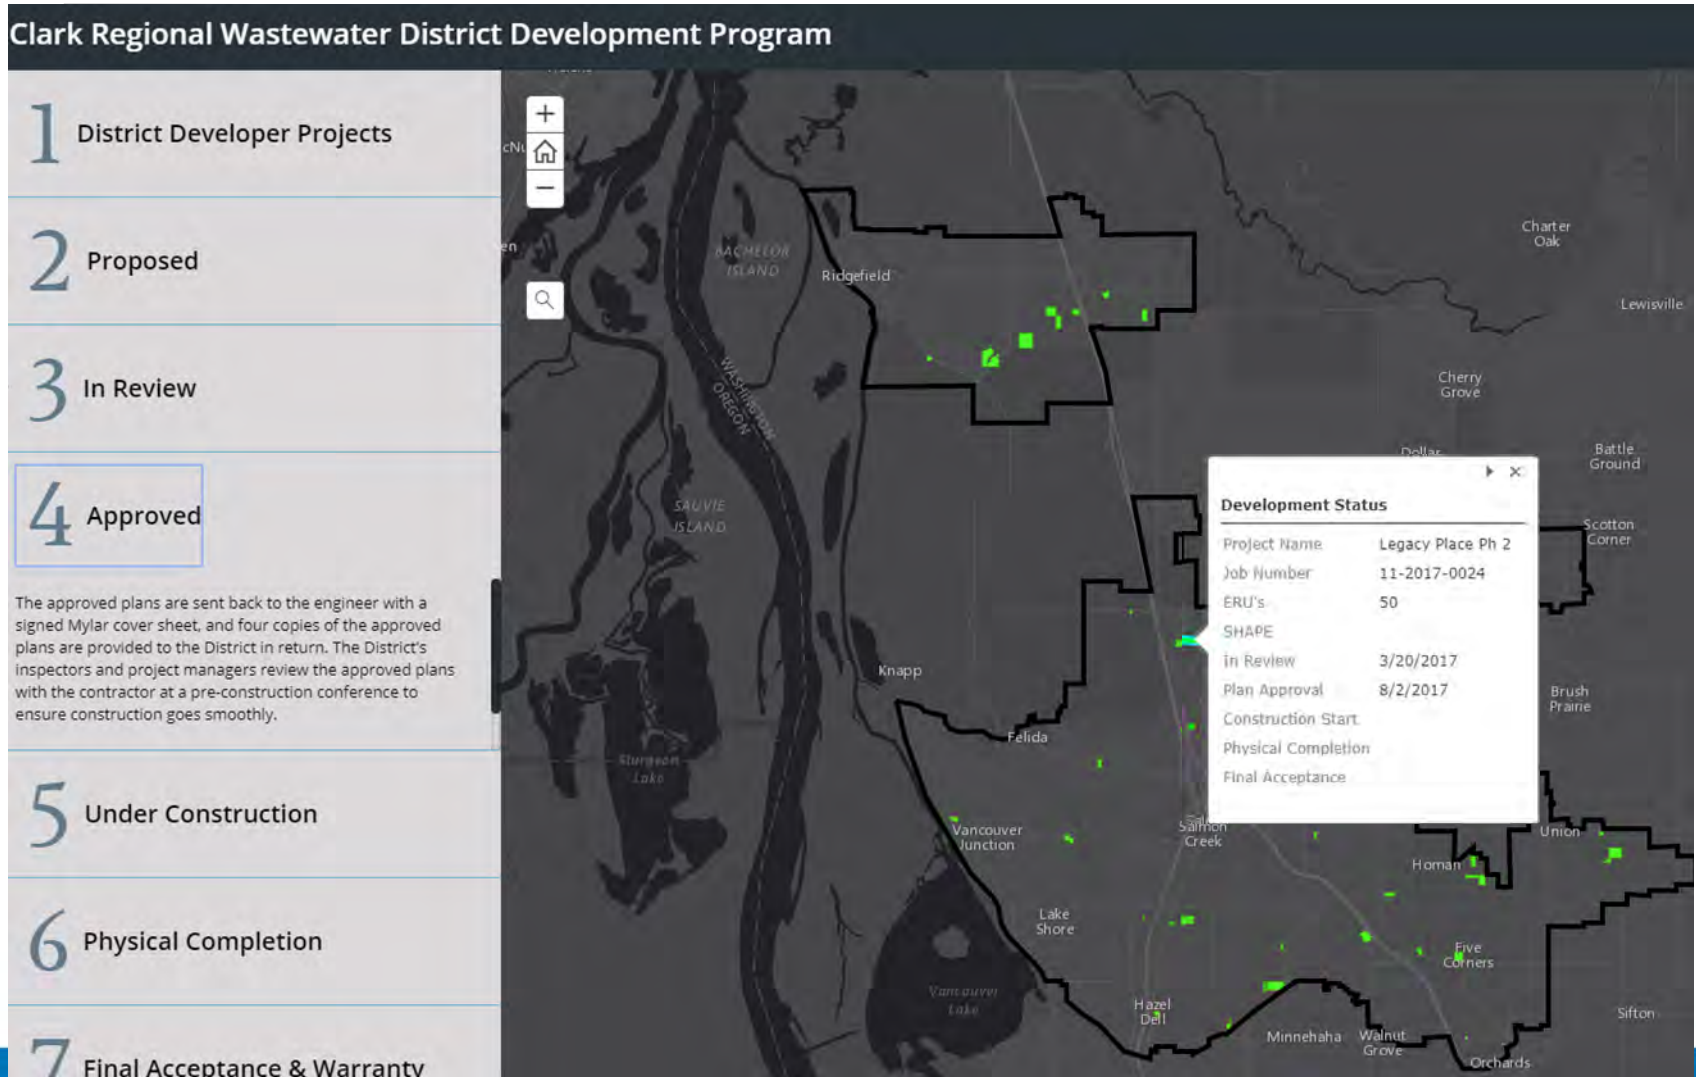 Clark Regional Wastewater District Development Program
1 District Developer Projects
2 Proposed
3 In Review
4 Approved
The approved plans are sent back to the engineer with a
signed Mylar cover sheet, and four copies of the approved
plans are provided to the District in return. The District's
inspectors and project managers review the approved plans
with the contractor at a pre-construction conference to
ensure construction goes smoothly.
5 Under Construction
6 Physical Completion
7 Final Acceptance & Warranty
BACHELOR
ISLAND
Ridgefield
Charter
Oak
Lewisville
WASHINGTON
OREGON
Cherry
Grove
Dollar
Battle
Ground
SAUVIE
ISLAND
Scotton
Corner
Development Status
Project Name Legacy Place Ph 2
Job Number 11-2017-0024
ERU's 50
SHAPE
In Review 3/20/2017
Plan Approval 8/2/2017
Construction Start
Physical Completion
Final Acceptance
Knapp
Brush
Prairie
Felida
Sturgeon
Lake
Vancouver
Junction
Salmon
Creek
Union
Homan
Lake
Shore
Five
Corners
Vancouver
Lake
Hazel
Dell
Sifton
Minnehaha
Walnut
Grove
Orchards